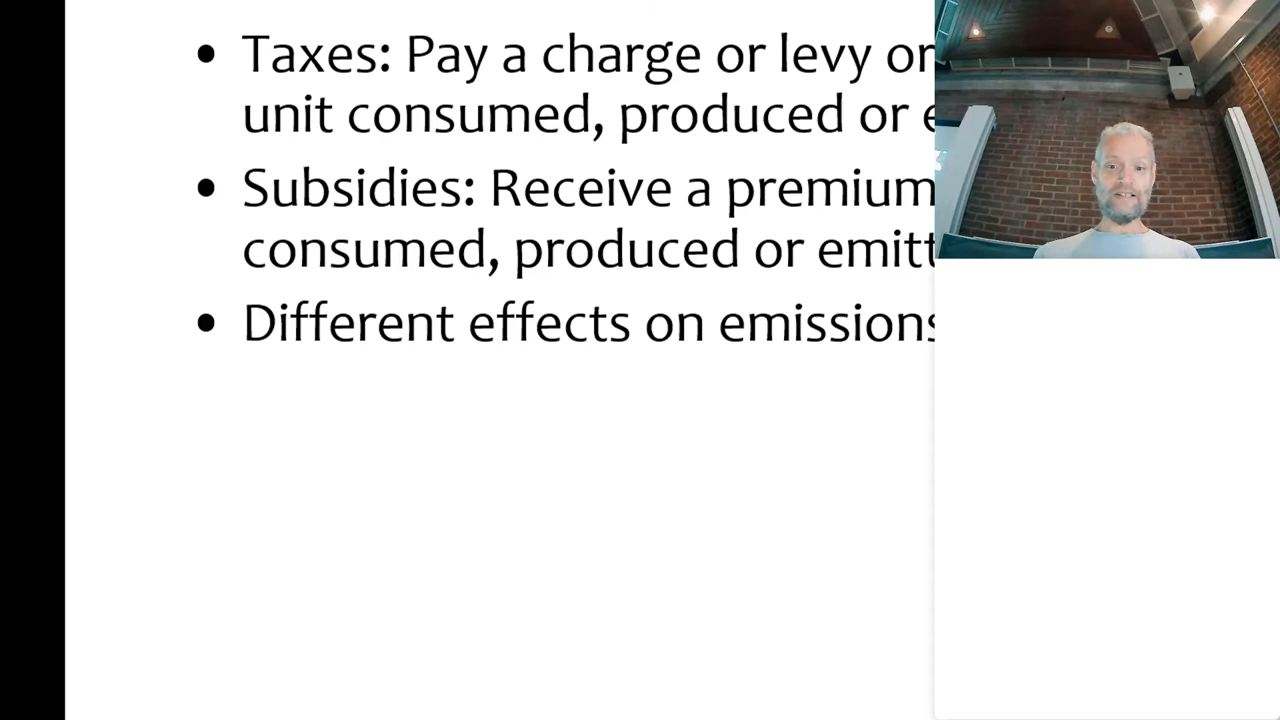 • Taxes: Pay a charge or levy or
unit consumed, produced or
• Subsidies: Receive a premium
consumed, produced or emitt
• Different effects on emissions